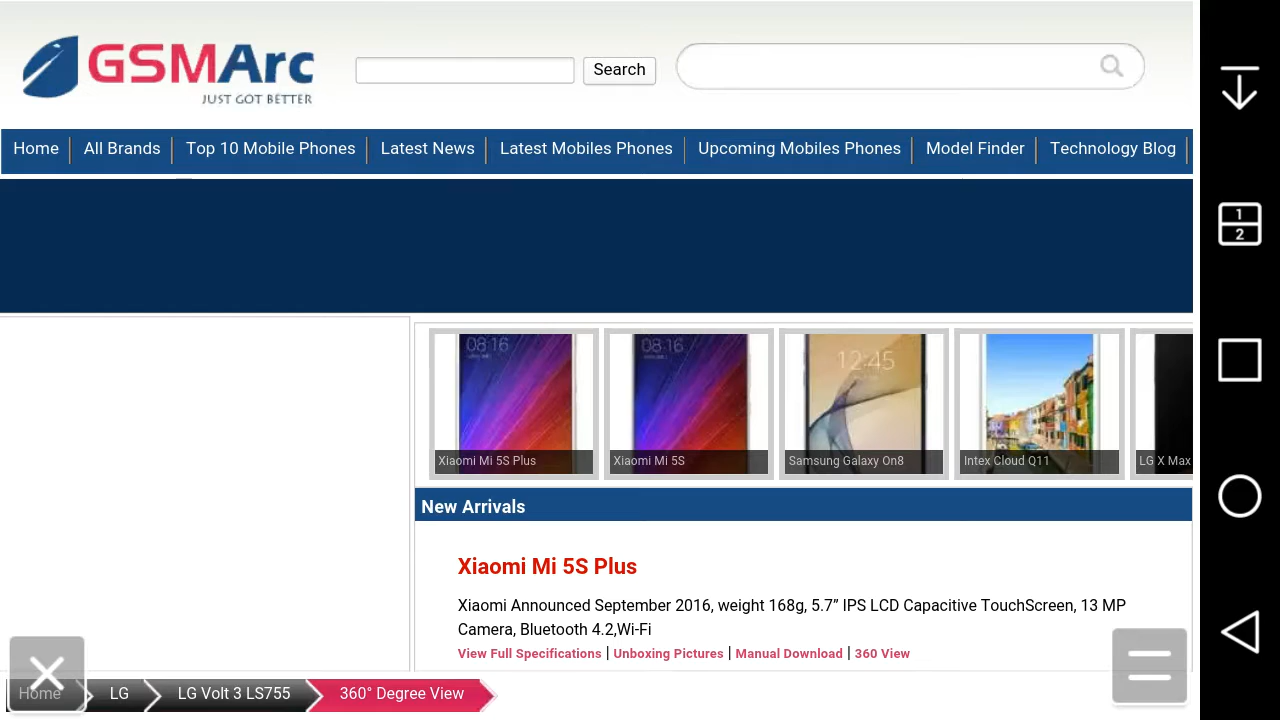 GSMArc
JUST GOT BETTER
Search
Home All Brands Top 10 Mobile Phones Latest News Latest Mobiles Phones Upcoming Mobiles Phones Model Finder Technology Blog
08:16 08:16 12:45
Xiaomi Mi 5S Plus Xiaomi Mi 5S Samsung Galaxy On8 Intex Cloud Q11 LG X Max
New Arrivals
Xiaomi Mi 5S Plus
Xiaomi Announced September 2016, weight 168g, 5.7” IPS LCD Capacitive TouchScreen, 13 MP
Camera, Bluetooth 4.2,Wi-Fi
View Full Specifications | Unboxing Pictures | Manual Download | 360 View
Home LG LG Volt 3 LS755 360° Degree View
1
2